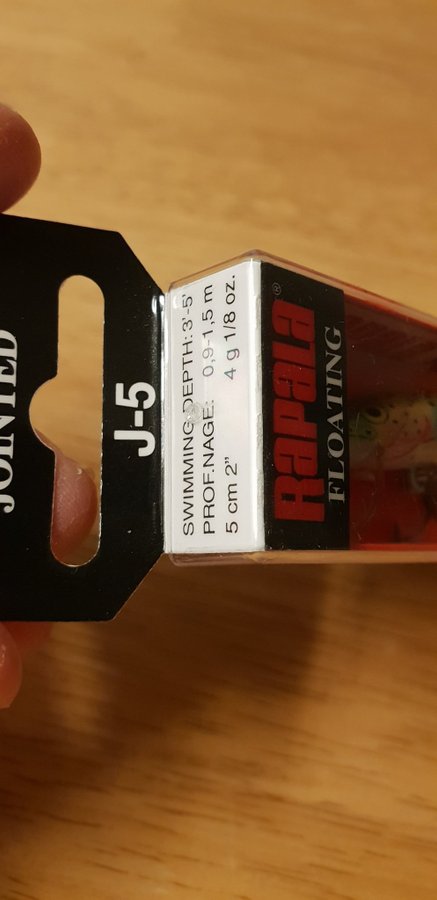 JOINTED
J-5
SWIMMING DEPTH: 3'-5'
PROF.NAGE: 0,9-1,5 m
5 cm 2" 4 g 1/8 oz.
Rapala®
FLOATING